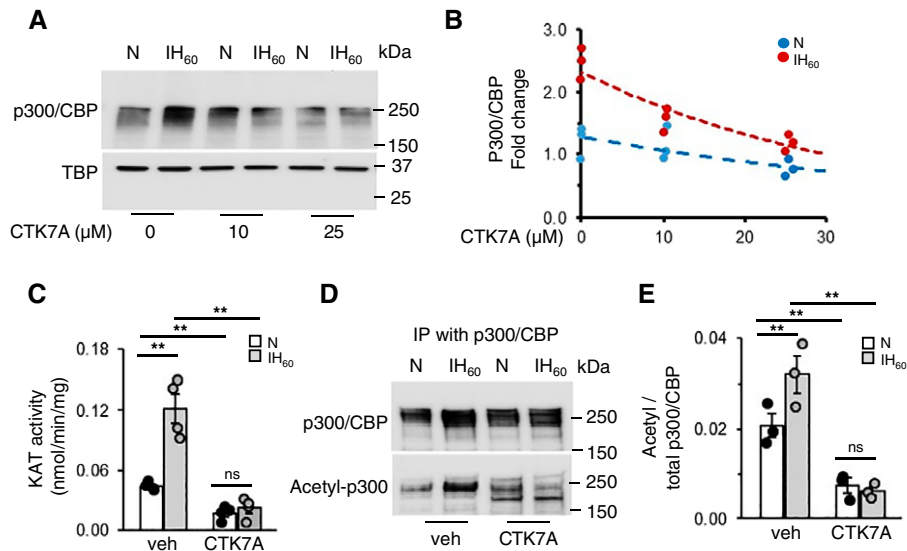 A
N IH60 N IH60 N IH60 kDa
p300/CBP
250
150
TBP
37
25
CTK7A (µM) 0 10 25
B
P300/CBP
Fold change
3.0
2.0
1.0
0.0
N
IH60
CTK7A (µM) 0 10 20 30
C
KAT activity
(nmol/min/mg)
0.18
0.12
0.06
0.00
**
**
**
ns
N
IH60
veh CTK7A
D
IP with p300/CBP
N IH60 N IH60 kDa
p300/CBP
250
150
Acetyl-p300
250
150
veh CTK7A
E
Acetyl /
total p300/CBP
0.04
0.02
0.00
**
**
**
ns
N
IH60
veh CTK7A